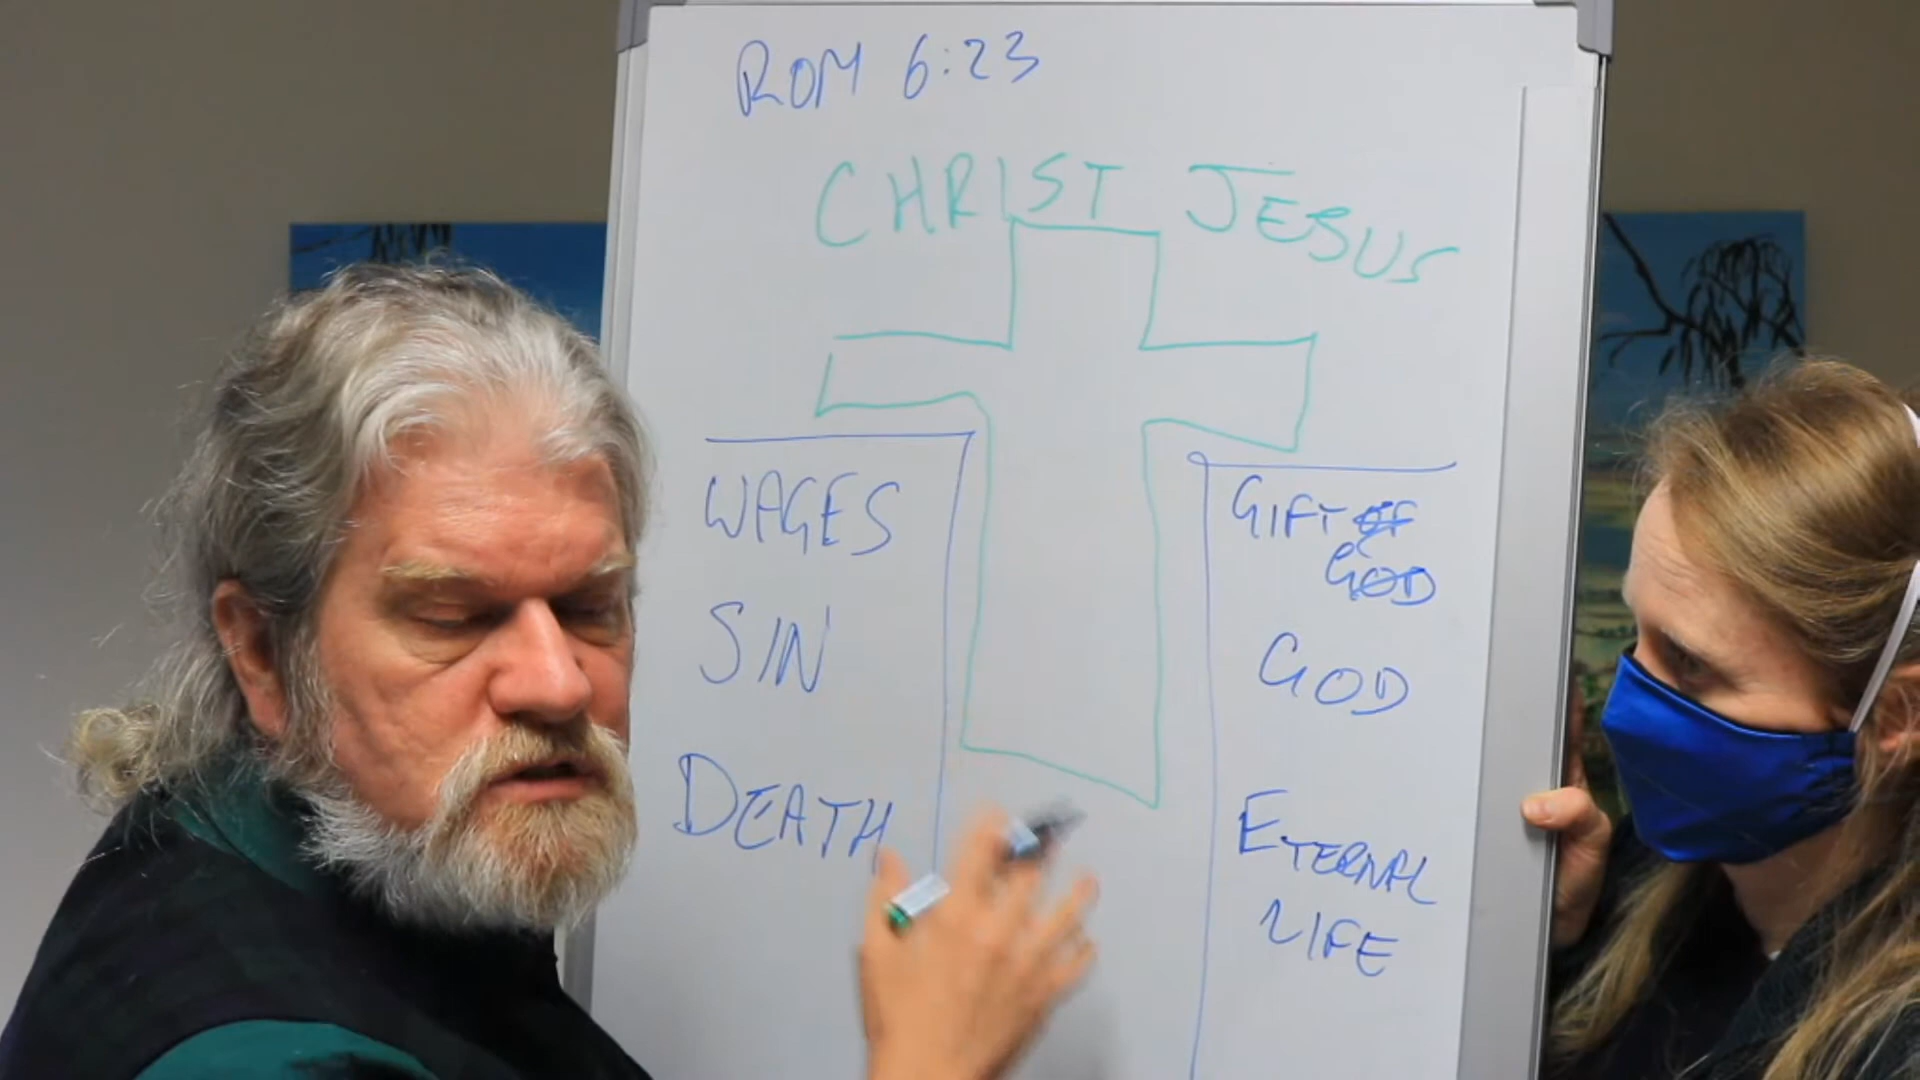 ROM 6:23
CHRIST JESUS
WAGES
SIN
DEATH
GIFT OF
GOD
GOD
ETERNAL
LIFE